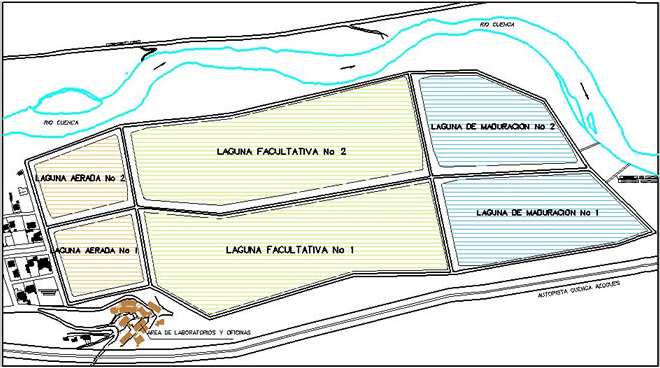 RIO CUENCA
RIO CUENCA
LAGUNA DE MADURACION No 2
LAGUNA FACULTATIVA No 2
LAGUNA AERADA No 2
LAGUNA DE MADURACION No 1
LAGUNA FACULTATIVA No 1
LAGUNA AERADA No 1
AUTOPISTA CUENCA AZOGUES
AREA DE LABORATORIOS Y OFICINAS